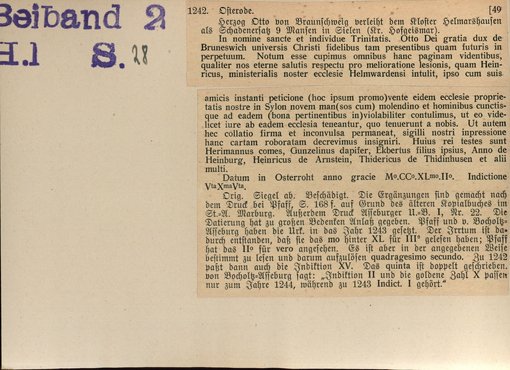 Beiband 2
H.1 S. 28
1242. Osterode. [49
Herzog Otto von Braunschweig verleiht dem Kloster Helmarshausen
als Schadenersatz 9 Mansen in Sielen (Kr. Hofgeismar).
In nomine sancte et individue Trinitatis. Otto Dei gratia dux de
Bruneswich universis Christi fidelibus tam presentibus quam futuris in
perpetuum. Notum esse cupimus omnibus hanc paginam videntibus,
qualiter nos eterne salutis respectu pro melioratione lesionis, quam Hein-
ricus, ministerialis noster ecclesie Helmwardensi intulit, ipso cum suis
amicis instanti peticione (hoc ipsum promo)vente eidem ecclesie proprie-
tatis nostre in Sylon novem man(sos cum) molendino et hominibus cunctis-
que ad eadem (bona pertinentibus in)violabiliter contulimus, ut eo vide-
licet iure ab eadem ecclesia teneantur, quo tenuerunt a nobis. Ut autem
hec collatio firma et inconvulsa permaneat, sigilli nostri inpressione
hanc cartam roboratam decrevimus insigniri. Huius rei testes sunt
Herimannus comes, Gunzelinus dapifer, Ekbertus filius ipsius, Anno de
Heinburg, Heinricus de Arnstein, Thidericus de Thidinhusen et alii
multi.
Datum in Osterroht anno gracie Mº.CCº.XLᵐº.IIº. Indictione
VᵗᵃXᵐᵃVᵗᵃ.
Orig. Siegel ab. Beschädigt. Die Ergänzungen sind gemacht nach
dem Druck bei Pfaff, S. 168 f. auf Grund des älteren Kopialbuches im
St.-A. Marburg. Außerdem Druck Asseburger U.-B. I, Nr. 22. Die
Datierung hat zu großen Bedenken Anlaß gegeben. Pfaff und v. Bocholtz-
Asseburg haben die Urk. in das Jahr 1243 gesetzt. Der Irrtum ist da-
durch entstanden, daß sie das mo hinter XL für IIIº gelesen haben; Pfaff
hat das IIº für vero angesehen. Es ist aber in der angegebenen Weise
bestimmt zu lesen und darum aufzulösen quadragesimo secundo. Zu 1242
paßt dann auch die Indiktion XV. Das quinta ist doppelt geschrieben.
von Bocholtz-Asseburg sagt: „Indiktion II und die goldene Zahl X passen
nur zum Jahre 1244, während zu 1243 Indict. I gehört.“